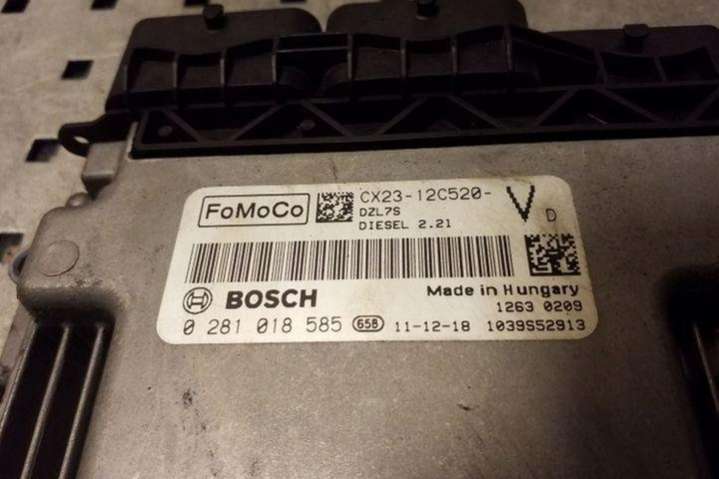 FoMoCo CX23-12C520- V
DZL7S D
DIESEL 2.2l
BOSCH Made in Hungary
1263 0209
0 281 018 585 658 11-12-18 1039S52913